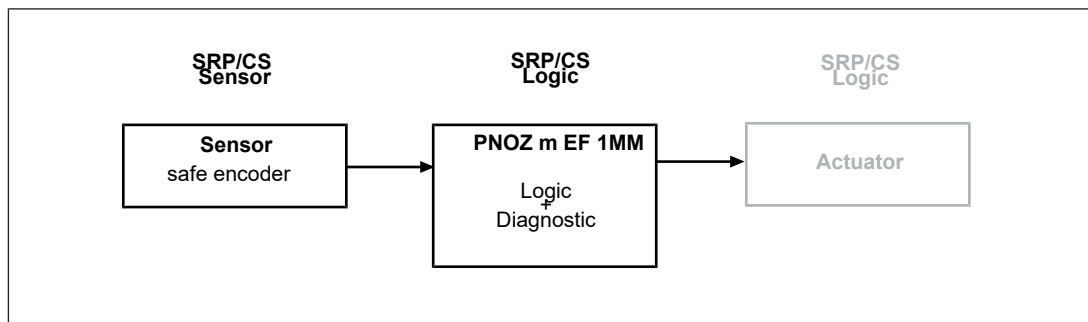 SRP/CS
Sensor
SRP/CS
Logic
SRP/CS
Logic
Sensor
safe encoder
PNOZ m EF 1MM
Logic
+
Diagnostic
Actuator